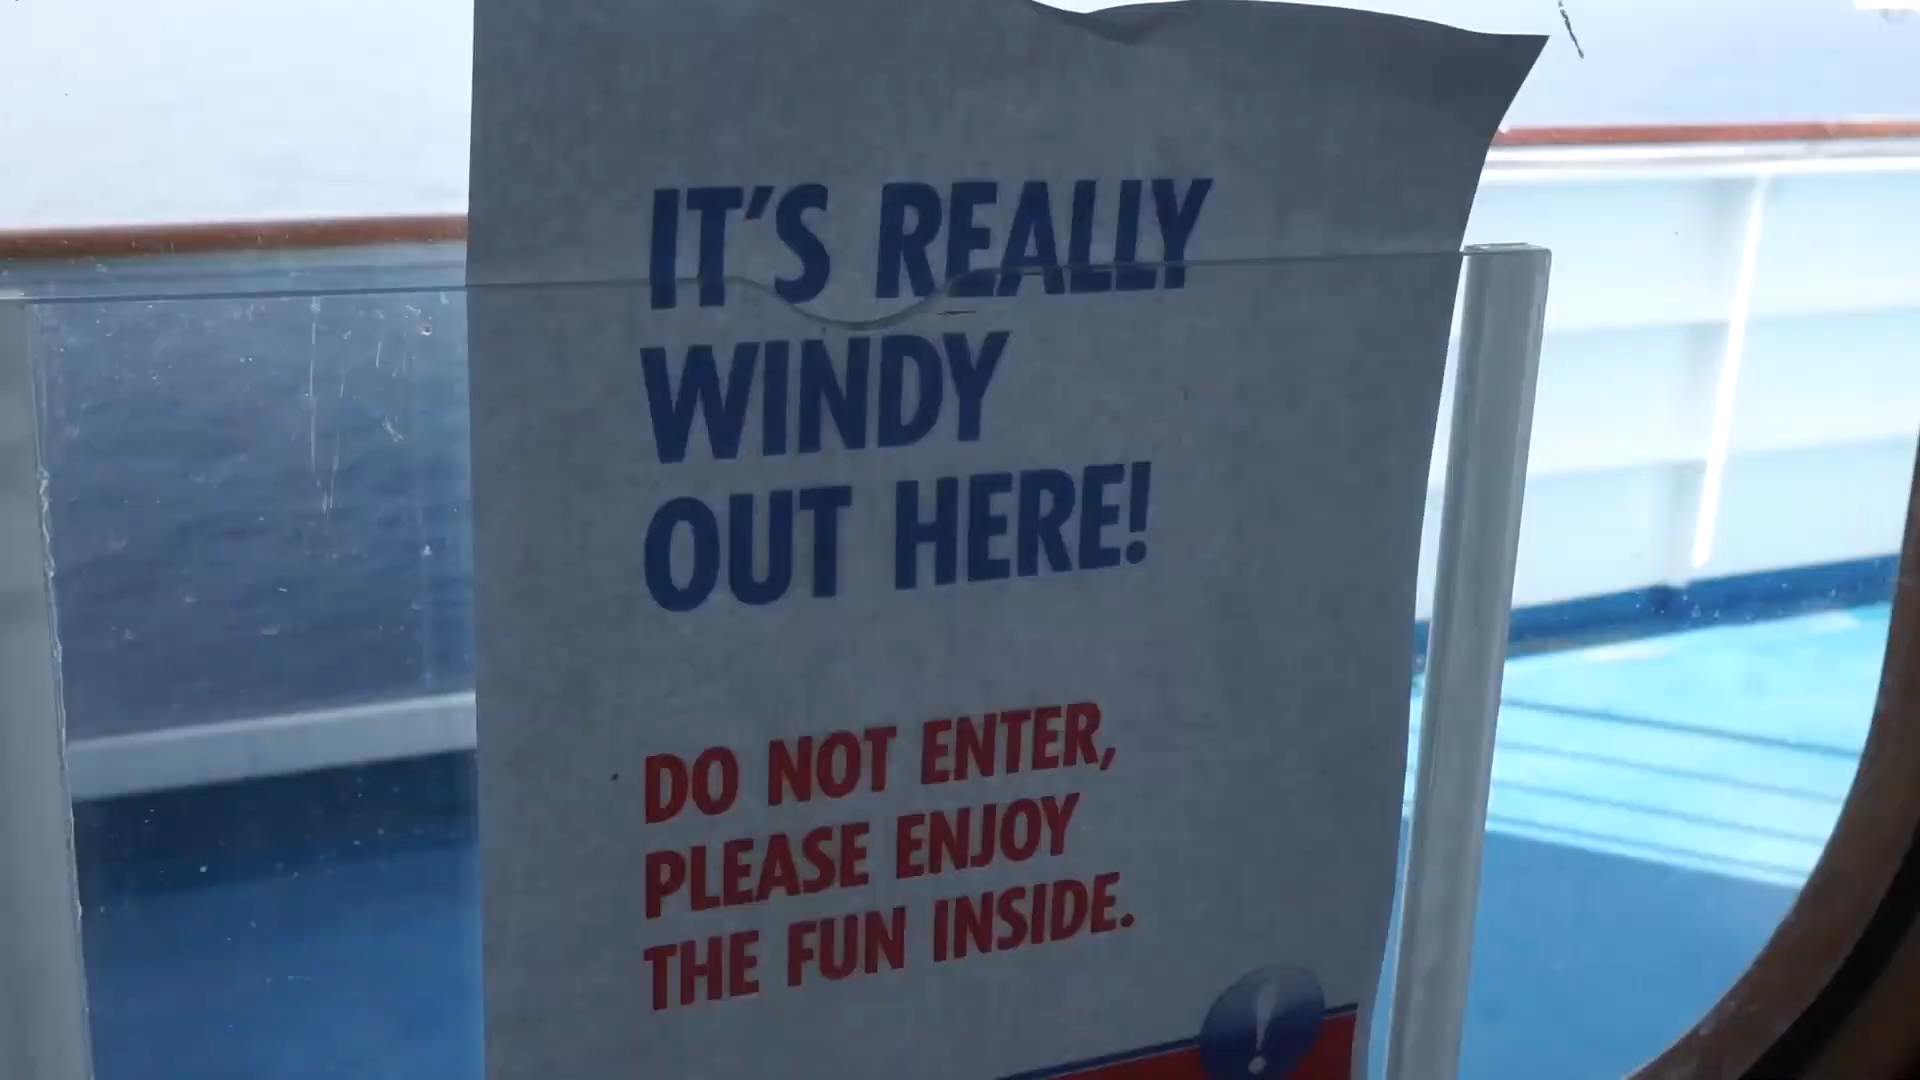 IT'S REALLY
WINDY
OUT HERE!
DO NOT ENTER,
PLEASE ENJOY
THE FUN INSIDE.
!